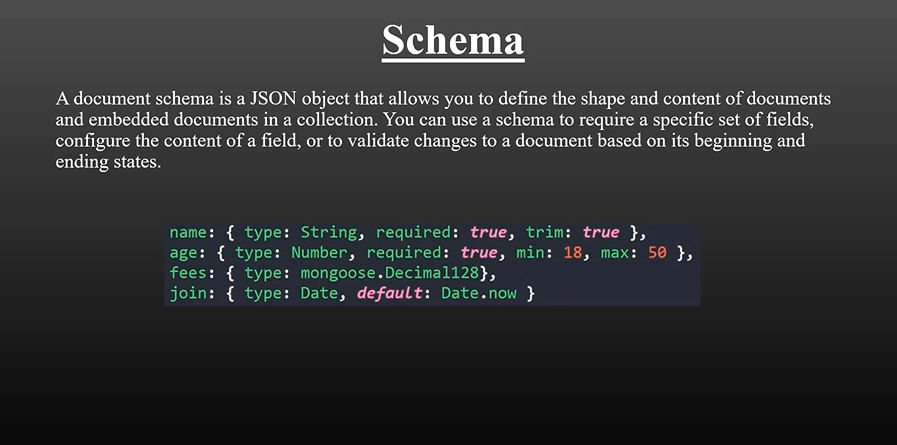 Schema
A document schema is a JSON object that allows you to define the shape and content of documents
and embedded documents in a collection. You can use a schema to require a specific set of fields,
configure the content of a field, or to validate changes to a document based on its beginning and
ending states.
name: { type: String, required: true, trim: true },
age: { type: Number, required: true, min: 18, max: 50 },
fees: { type: mongoose.Decimal128},
join: { type: Date, default: Date.now }